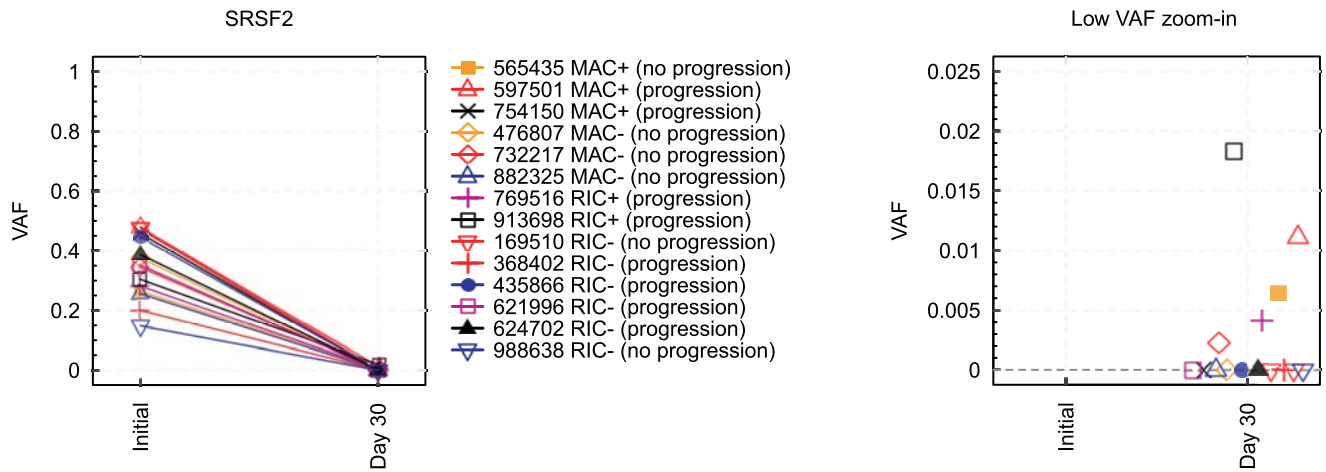 SRSF2
VAF
1
0.8
0.6
0.4
0.2
0
Initial
Day 30
565435 MAC+ (no progression)
597501 MAC+ (progression)
754150 MAC+ (progression)
476807 MAC- (no progression)
732217 MAC- (no progression)
882325 MAC- (no progression)
769516 RIC+ (progression)
913698 RIC+ (progression)
169510 RIC- (no progression)
368402 RIC- (progression)
435866 RIC- (progression)
621996 RIC- (progression)
624702 RIC- (progression)
988638 RIC- (no progression)
Low VAF zoom-in
VAF
0.025
0.02
0.015
0.01
0.005
0
Initial
Day 30